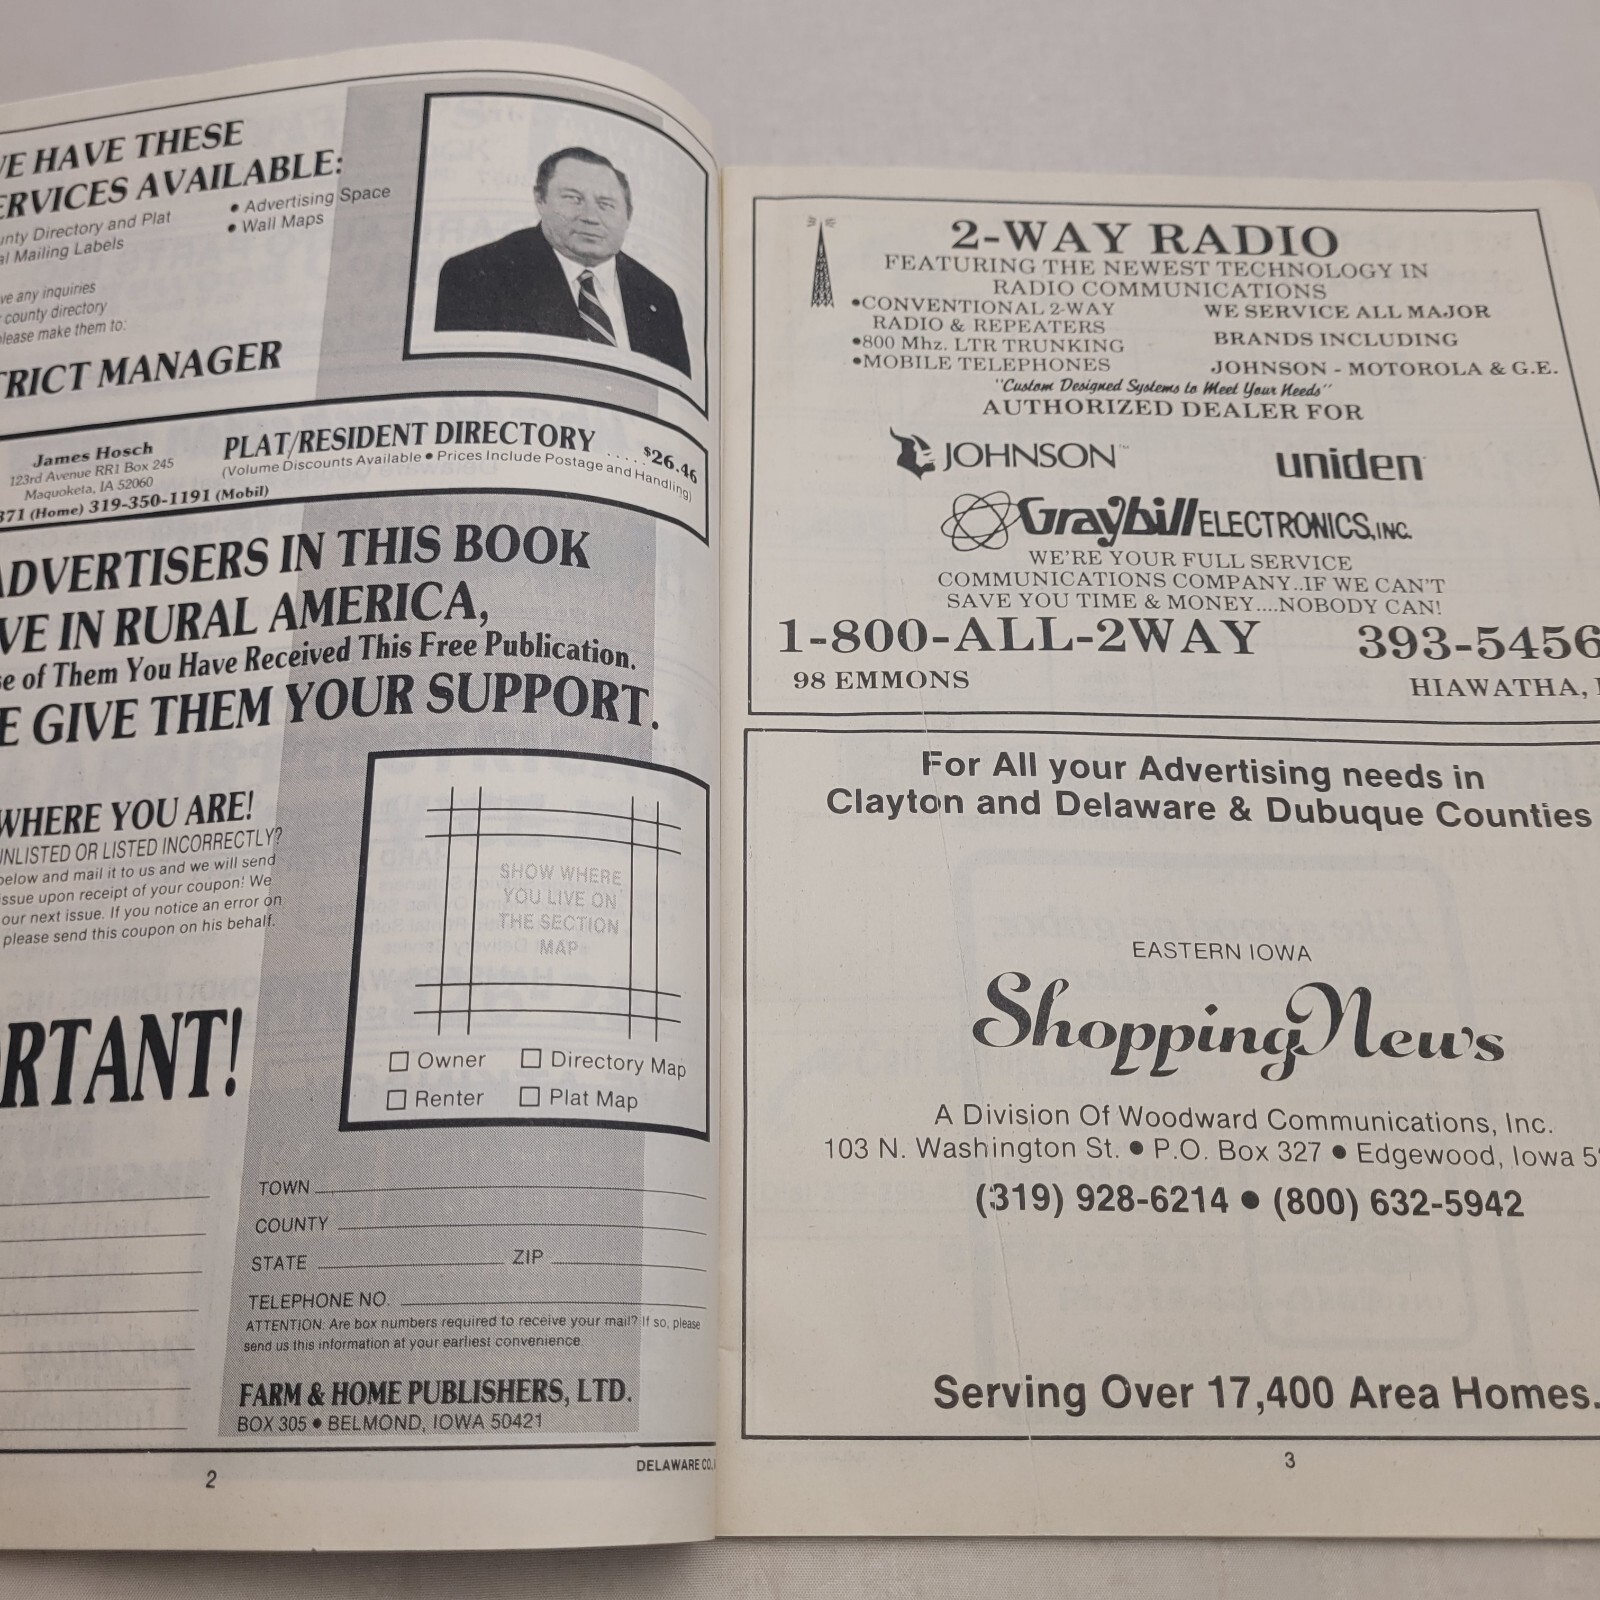 HAVE THESE
SERVICES AVAILABLE:
Directory and Plat
Mailing Labels
• Advertising Space
• Wall Maps
any inquiries
county directory
please make them to:
MANAGER
James Hosch
123rd Avenue RR1 Box 245
Maquoketa, IA 52060
371 (Home) 319-350-1191 (Mobil)
PLAT/RESIDENT DIRECTORY ..... $26.46
(Volume Discounts Available • Prices Include Postage and Handling)
ADVERTISERS IN THIS BOOK
VE IN RURAL AMERICA,
se of Them You Have Received This Free Publication.
E GIVE THEM YOUR SUPPORT.
WHERE YOU ARE!
UNLISTED OR LISTED INCORRECTLY?
below and mail it to us and we will send
issue upon receipt of your coupon! We
our next issue. If you notice an error on
please send this coupon on his behalf.
RTANT!
SHOW WHERE
YOU LIVE ON
THE SECTION
MAP
Owner
Directory Map
Renter
Plat Map
TOWN
COUNTY
STATE ZIP
TELEPHONE NO.
ATTENTION: Are box numbers required to receive your mail? If so, please
send us this information at your earliest convenience.
FARM & HOME PUBLISHERS, LTD.
BOX 305 • BELMOND, IOWA 50421
2
DELAWARE CO.
2-WAY RADIO
FEATURING THE NEWEST TECHNOLOGY IN
RADIO COMMUNICATIONS
•CONVENTIONAL 2-WAY
RADIO & REPEATERS
•800 Mhz. LTR TRUNKING
•MOBILE TELEPHONES
WE SERVICE ALL MAJOR
BRANDS INCLUDING
JOHNSON - MOTOROLA & G.E.
"Custom Designed Systems to Meet Your Needs"
AUTHORIZED DEALER FOR
JOHNSON™
uniden
Graybill ELECTRONICS, INC.
WE'RE YOUR FULL SERVICE
COMMUNICATIONS COMPANY..IF WE CAN'T
SAVE YOU TIME & MONEY....NOBODY CAN!
1-800-ALL-2WAY 393-5456
98 EMMONS HIAWATHA,
For All your Advertising needs in
Clayton and Delaware & Dubuque Counties
EASTERN IOWA
Shopping News
A Division Of Woodward Communications, Inc.
103 N. Washington St. • P.O. Box 327 • Edgewood, Iowa 5
(319) 928-6214 • (800) 632-5942
Serving Over 17,400 Area Homes.
3